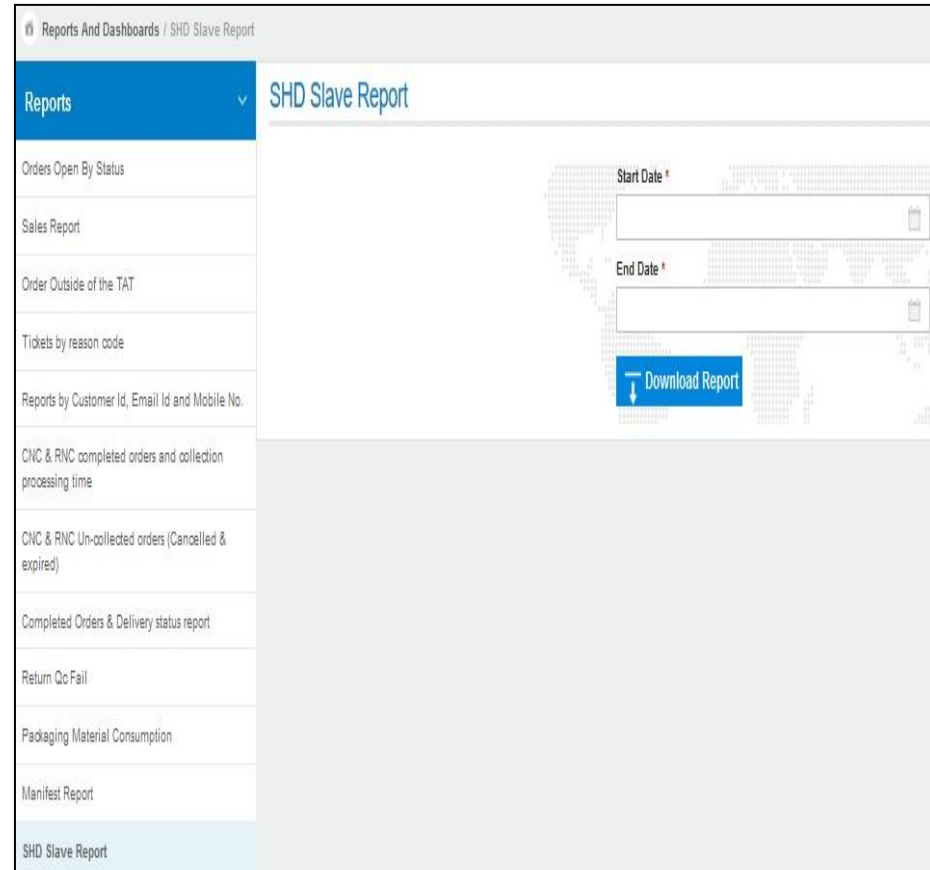 Reports And Dashboards / SHD Slave Report
Reports
SHD Slave Report
Orders Open By Status
Sales Report
Order Outside of the TAT
Tickets by reason code
Reports by Customer Id, Email Id and Mobile No.
CNC & RNC completed orders and collection
processing time
CNC & RNC Un-collected orders (Cancelled &
expired)
Completed Orders & Delivery status report
Return Qc Fail
Packaging Material Consumption
Manifest Report
SHD Slave Report
Start Date *
End Date *
Download Report